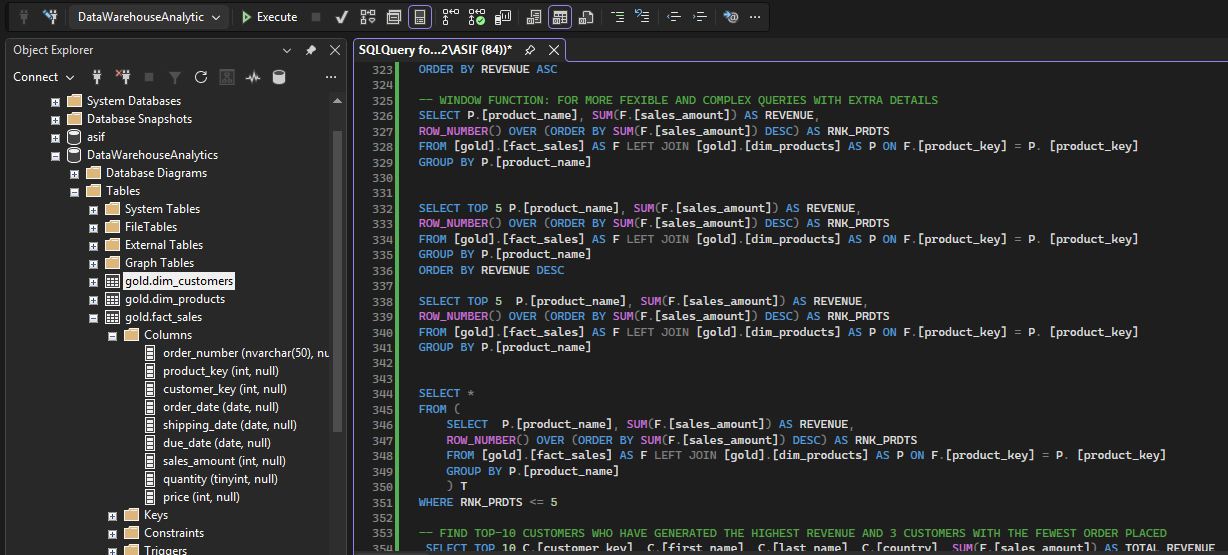 DataWarehouseAnalytic
Execute
Object Explorer
Connect
System Databases
Database Snapshots
asif
DataWarehouseAnalytics
Database Diagrams
Tables
System Tables
FileTables
External Tables
Graph Tables
gold.dim_customers
gold.dim_products
gold.fact_sales
Columns
order_number (nvarchar(50), nu
product_key (int, null)
customer_key (int, null)
order_date (date, null)
shipping_date (date, null)
due_date (date, null)
sales_amount (int, null)
quantity (tinyint, null)
price (int, null)
Keys
Constraints
Triggers
SQLQuery fo...2\ASIF (84))*
323 ORDER BY REVENUE ASC
324
325 -- WINDOW FUNCTION: FOR MORE FEXIBLE AND COMPLEX QUERIES WITH EXTRA DETAILS
326 SELECT P.[product_name], SUM(F.[sales_amount]) AS REVENUE,
327 ROW_NUMBER() OVER (ORDER BY SUM(F.[sales_amount]) DESC) AS RNK_PRDTS
328 FROM [gold].[fact_sales] AS F LEFT JOIN [gold].[dim_products] AS P ON F.[product_key] = P. [product_key]
329 GROUP BY P.[product_name]
330
331
332 SELECT TOP 5 P.[product_name], SUM(F.[sales_amount]) AS REVENUE,
333 ROW_NUMBER() OVER (ORDER BY SUM(F.[sales_amount]) DESC) AS RNK_PRDTS
334 FROM [gold].[fact_sales] AS F LEFT JOIN [gold].[dim_products] AS P ON F.[product_key] = P. [product_key]
335 GROUP BY P.[product_name]
336 ORDER BY REVENUE DESC
337
338 SELECT TOP 5  P.[product_name], SUM(F.[sales_amount]) AS REVENUE,
339 ROW_NUMBER() OVER (ORDER BY SUM(F.[sales_amount]) DESC) AS RNK_PRDTS
340 FROM [gold].[fact_sales] AS F LEFT JOIN [gold].[dim_products] AS P ON F.[product_key] = P. [product_key]
341 GROUP BY P.[product_name]
342
343
344 SELECT *
345 FROM (
346 SELECT  P.[product_name], SUM(F.[sales_amount]) AS REVENUE,
347 ROW_NUMBER() OVER (ORDER BY SUM(F.[sales_amount]) DESC) AS RNK_PRDTS
348 FROM [gold].[fact_sales] AS F LEFT JOIN [gold].[dim_products] AS P ON F.[product_key] = P. [product_key]
349 GROUP BY P.[product_name]
350 ) T
351 WHERE RNK_PRDTS <= 5
352
353 -- FIND TOP-10 CUSTOMERS WHO HAVE GENERATED THE HIGHEST REVENUE AND 3 CUSTOMERS WITH THE FEWEST ORDER PLACED
354 SELECT TOP 10 C.[customer_key], C.[first_name], C.[last_name], C.[country], SUM(F.[sales_amount]) AS TOTAL_REVENUE